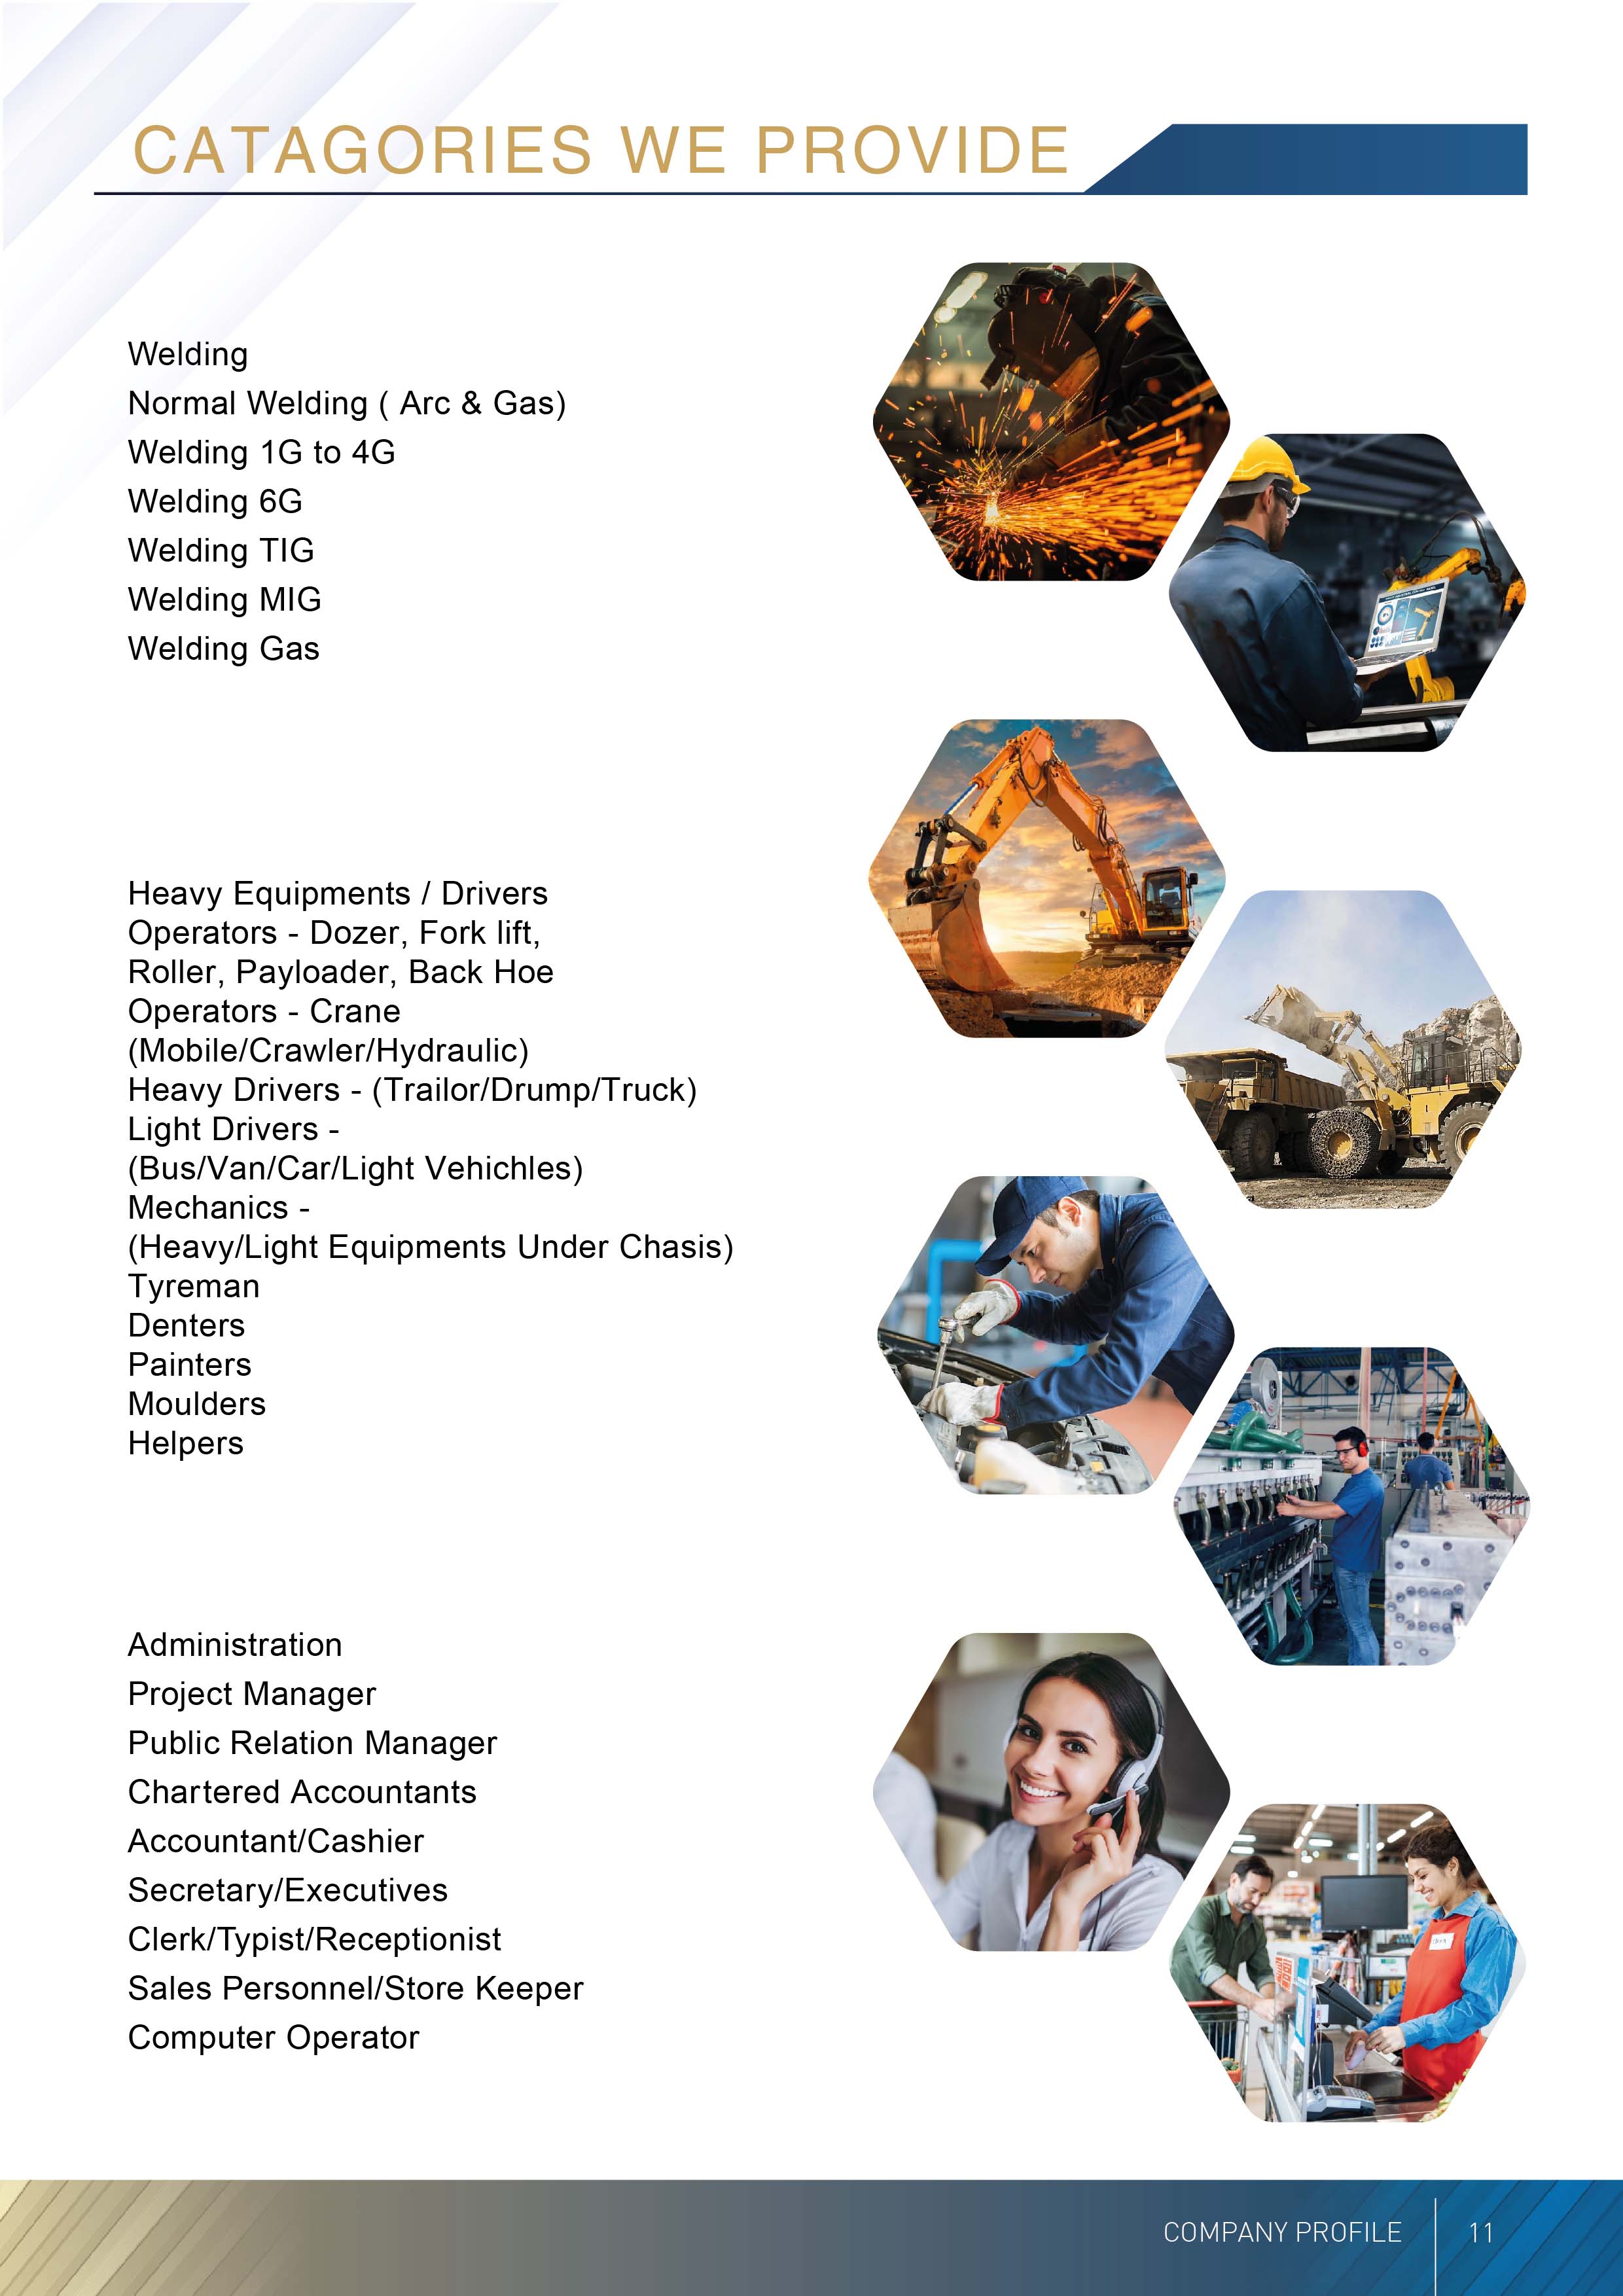 CATAGORIES WE PROVIDE
Welding
Normal Welding ( Arc & Gas)
Welding 1G to 4G
Welding 6G
Welding TIG
Welding MIG
Welding Gas
Heavy Equipments / Drivers
Operators - Dozer, Fork lift,
Roller, Payloader, Back Hoe
Operators - Crane
(Mobile/Crawler/Hydraulic)
Heavy Drivers - (Trailor/Drump/Truck)
Light Drivers -
(Bus/Van/Car/Light Vehichles)
Mechanics -
(Heavy/Light Equipments Under Chasis)
Tyreman
Denters
Painters
Moulders
Helpers
Administration
Project Manager
Public Relation Manager
Chartered Accountants
Accountant/Cashier
Secretary/Executives
Clerk/Typist/Receptionist
Sales Personnel/Store Keeper
Computer Operator
COMPANY PROFILE
11